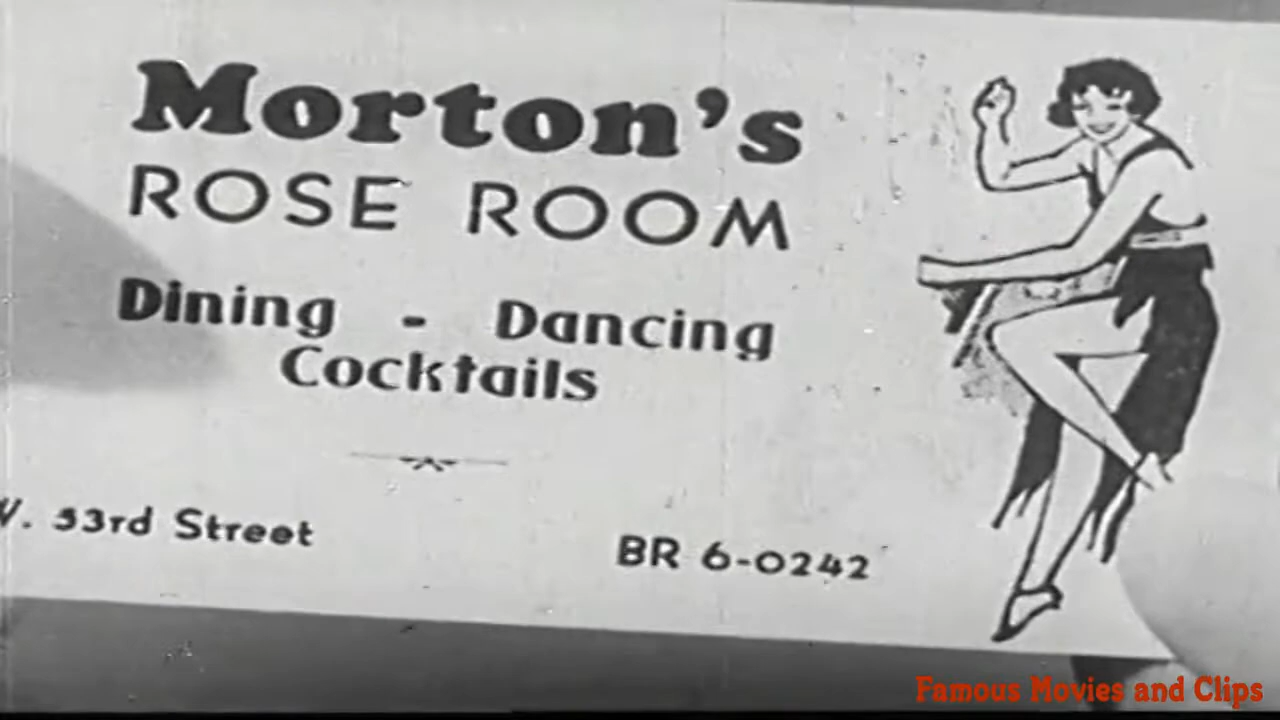 Morton's
ROSE ROOM
Dining - Dancing
Cocktails
W. 53rd Street
BR 6-0242
Famous Movies and Clips